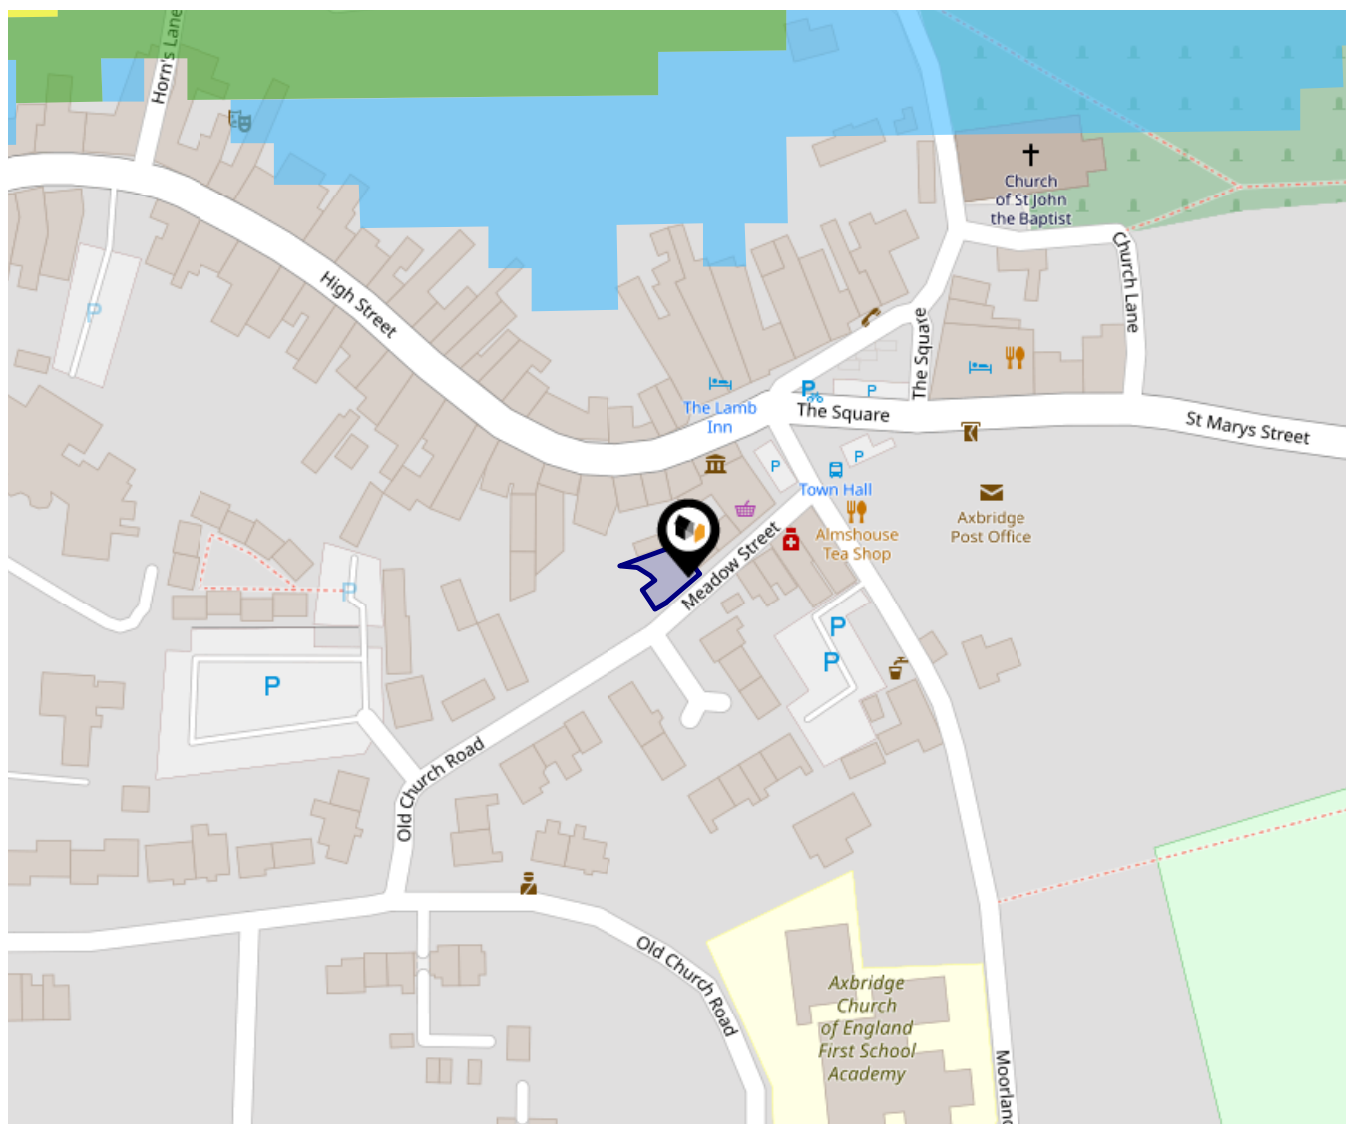 Horn's Lane
Church
of St John
the Baptist
Church Lane
High Street
The Square
P
P
P
The Lamb
Inn
The Square
St Marys Street
P
P
Town Hall
Almshouse
Tea Shop
Axbridge
Post Office
Meadow Street
P
P
P
P
Old Church Road
Old Church Road
Axbridge
Church
of England
First School
Academy
Moorland